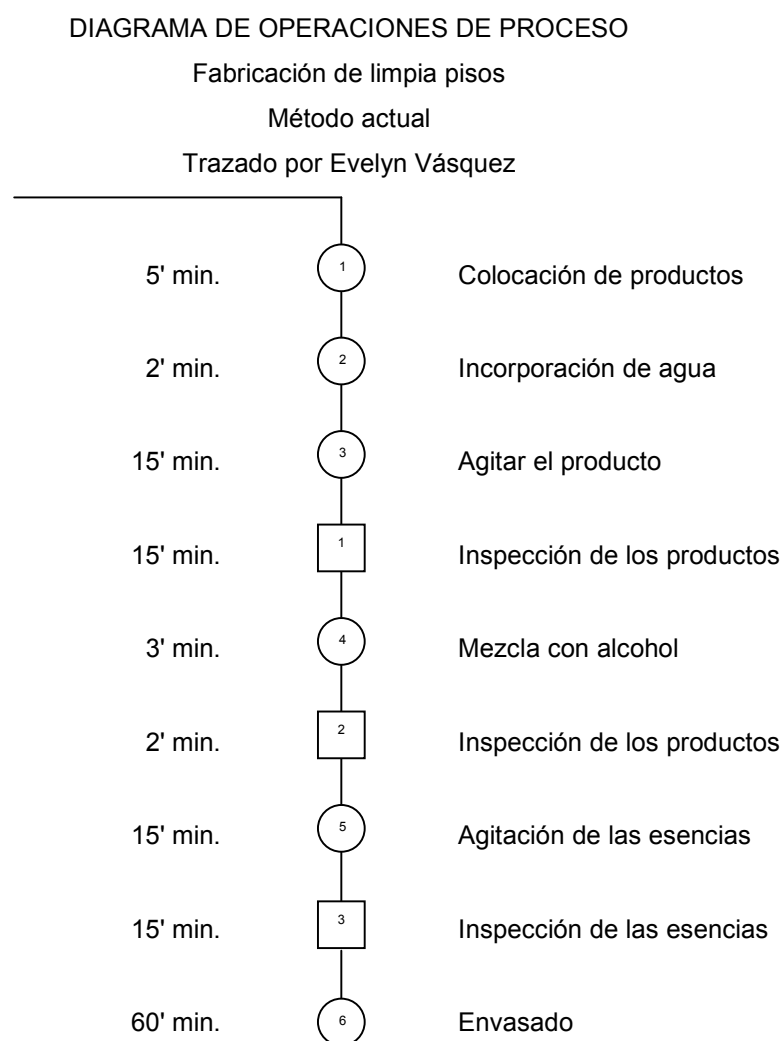 DIAGRAMA DE OPERACIONES DE PROCESO
Fabricación de limpia pisos
Método actual
Trazado por Evelyn Vásquez
5' min. 1 Colocación de productos
2' min. 2 Incorporación de agua
15' min. 3 Agitar el producto
15' min. 1 Inspección de los productos
3' min. 4 Mezcla con alcohol
2' min. 2 Inspección de los productos
15' min. 5 Agitación de las esencias
15' min. 3 Inspección de las esencias
60' min. 6 Envasado